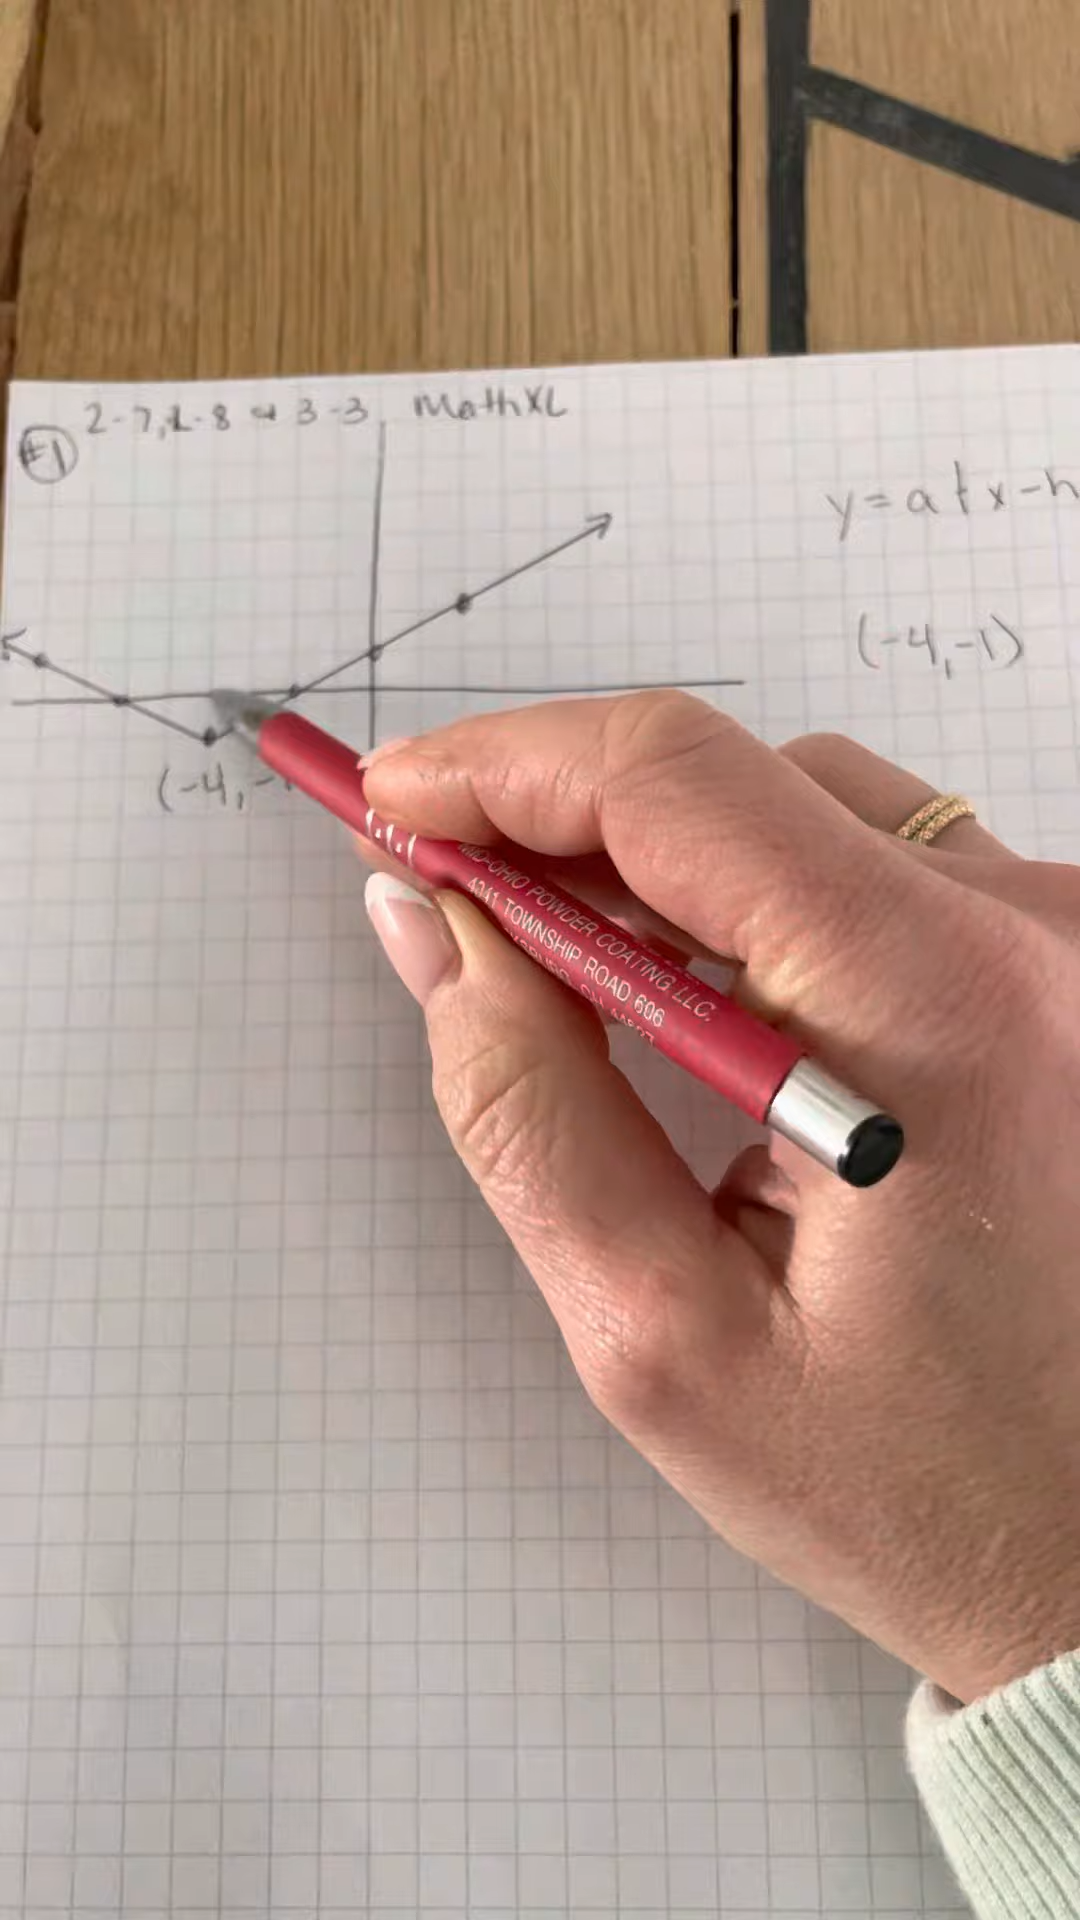 2-7, 2-8 & 3-3 MathXL
#1
y = a|x-h
(-4,-1)
(-4,-
MID-OHIO POWDER COATING LLC.
4341 TOWNSHIP ROAD 606